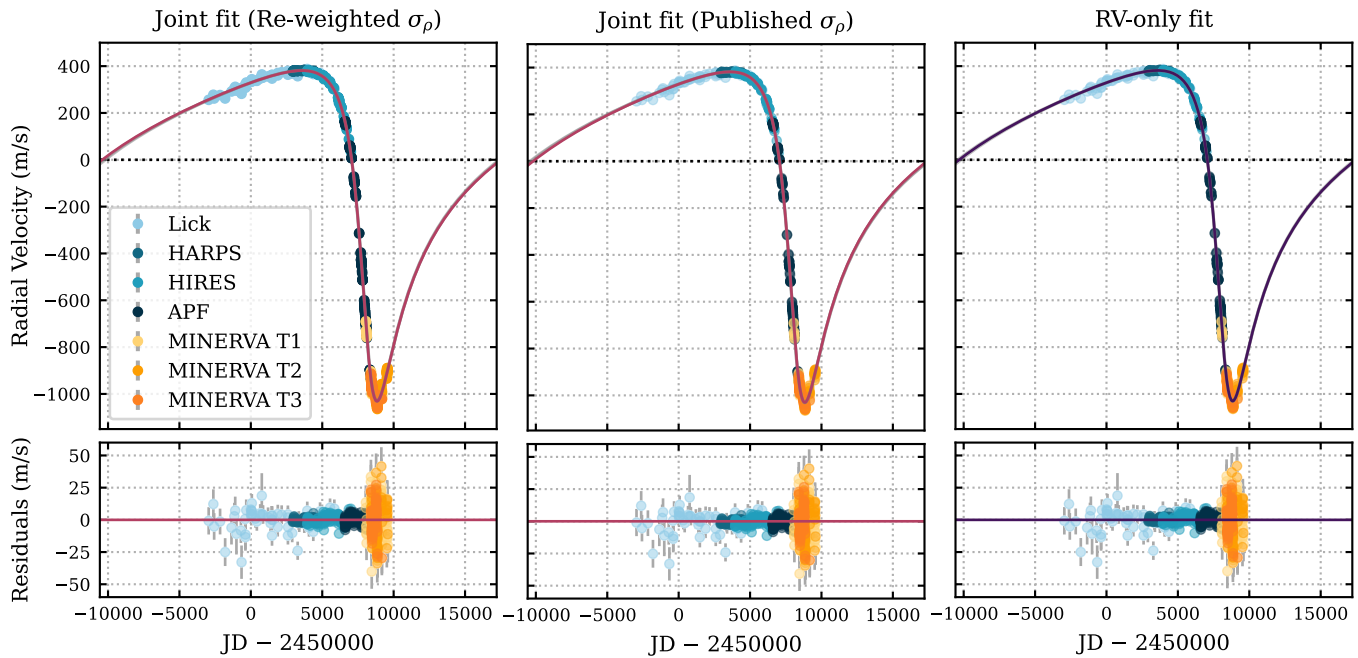 Joint fit (Re-weighted σρ)
Joint fit (Published σρ)
RV-only fit
Radial Velocity (m/s)
400
200
0
−200
−400
−600
−800
−1000
Lick
HARPS
HIRES
APF
MINERVA T1
MINERVA T2
MINERVA T3
Residuals (m/s)
50
25
0
−25
−50
−10000 −5000 0 5000 10000 15000
−10000 −5000 0 5000 10000 15000
−10000 −5000 0 5000 10000 15000
JD − 2450000
JD − 2450000
JD − 2450000